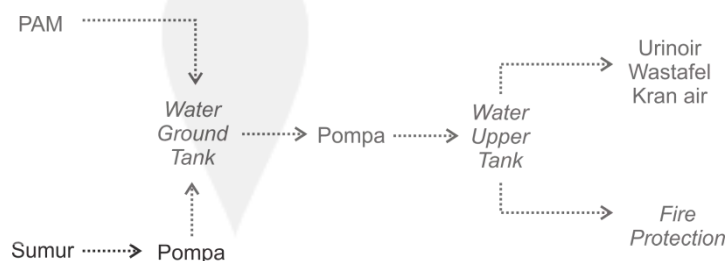 PAM
Water
Ground
Tank
Pompa
Water
Upper
Tank
Urinoir
Wastafel
Kran air
Fire
Protection
Sumur
Pompa